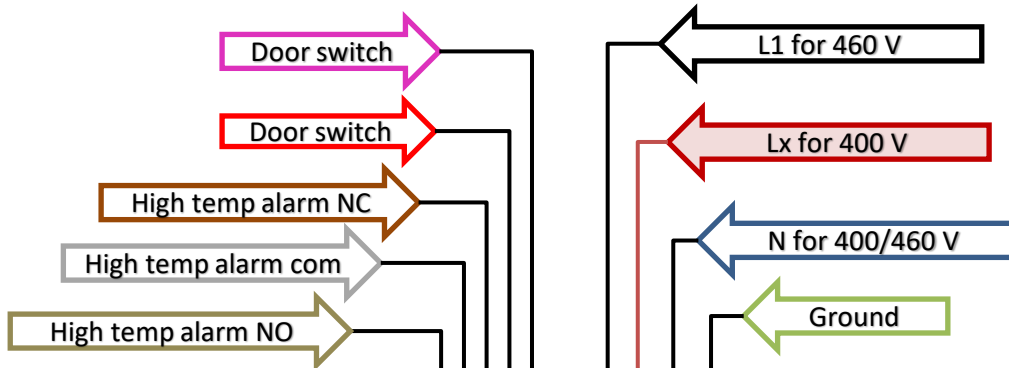 Door switch
Door switch
High temp alarm NC
High temp alarm com
High temp alarm NO
L1 for 460 V
Lx for 400 V
N for 400/460 V
Ground